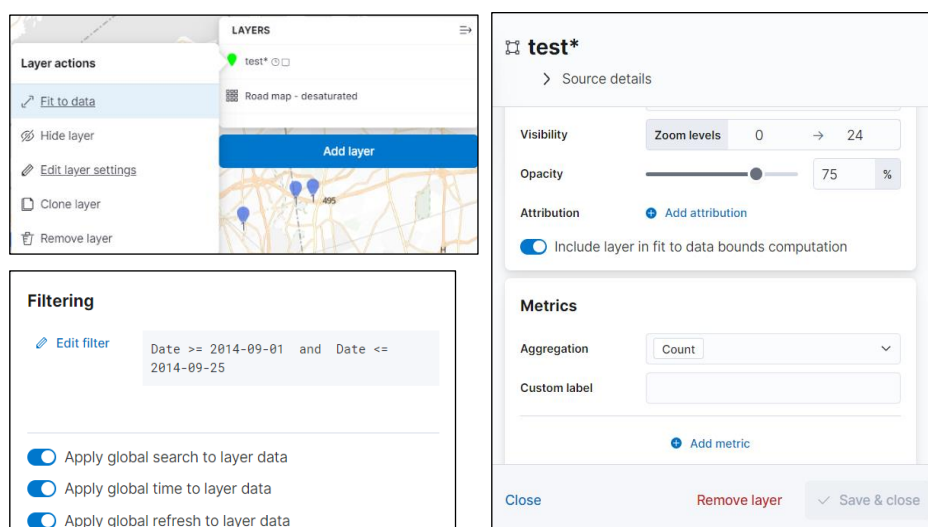 LAYERS
Layer actions
test*
Fit to data
Road map - desaturated
Hide layer
Add layer
Edit layer settings
495
Clone layer
Remove layer
H
Filtering
Edit filter
Date >= 2014-09-01 and Date <=
2014-09-25
Apply global search to layer data
Apply global time to layer data
Apply global refresh to layer data
test*
Source details
Visibility Zoom levels 0 → 24
Opacity 75 %
Attribution Add attribution
Include layer in fit to data bounds computation
Metrics
Aggregation Count
Custom label
Add metric
Close Remove layer Save & close